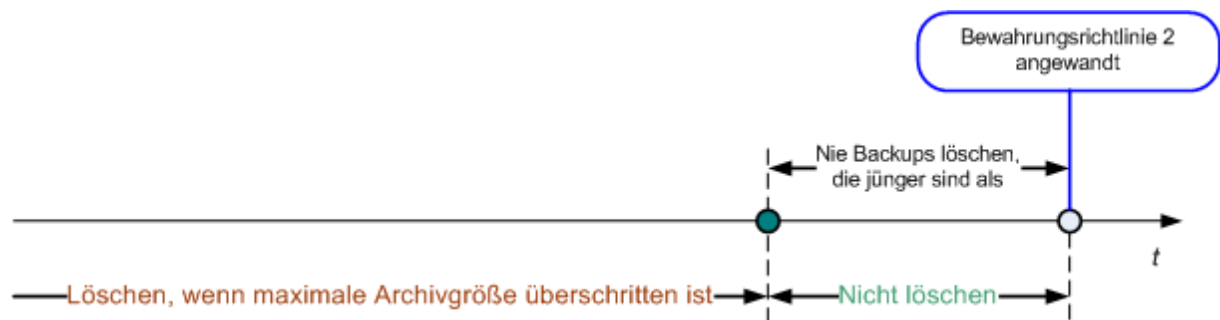 Bewahrungsrichtlinie 2
angewandt
Nie Backups löschen,
die jünger sind als
t
Löschen, wenn maximale Archivgröße überschritten ist
Nicht löschen